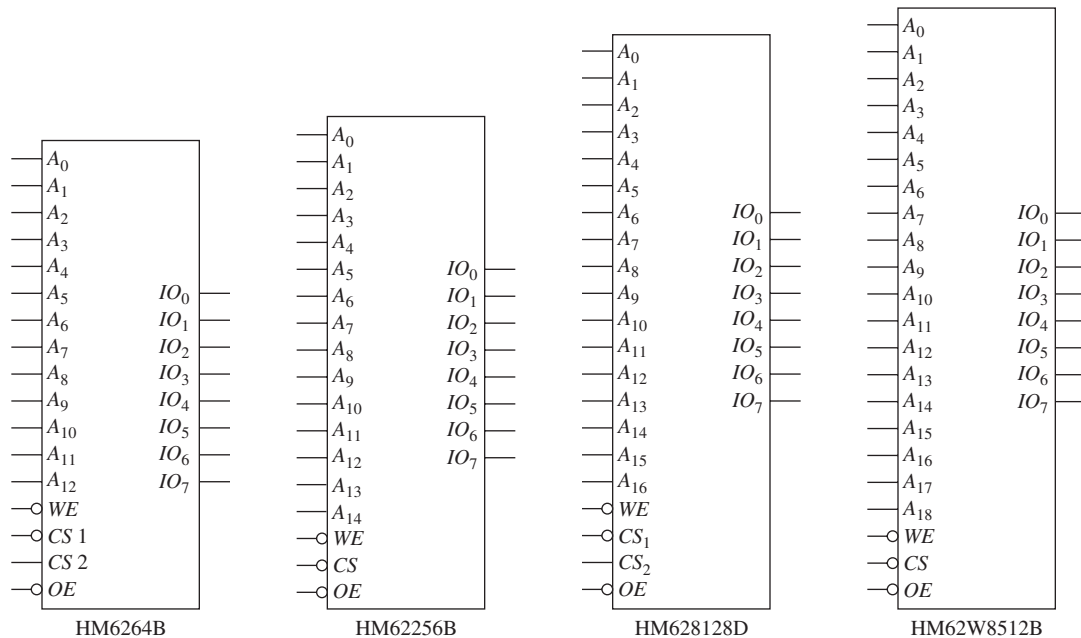 A0
A1
A2
A3
A4
A5
A6
A7
A8
A9
A10
A11
A12
WE
CS 1
CS 2
OE
IO0
IO1
IO2
IO3
IO4
IO5
IO6
IO7
HM6264B
A0
A1
A2
A3
A4
A5
A6
A7
A8
A9
A10
A11
A12
A13
A14
WE
CS
OE
IO0
IO1
IO2
IO3
IO4
IO5
IO6
IO7
HM62256B
A0
A1
A2
A3
A4
A5
A6
A7
A8
A9
A10
A11
A12
A13
A14
A15
A16
WE
CS1
CS2
OE
IO0
IO1
IO2
IO3
IO4
IO5
IO6
IO7
HM628128D
A0
A1
A2
A3
A4
A5
A6
A7
A8
A9
A10
A11
A12
A13
A14
A15
A16
A17
A18
WE
CS
OE
IO0
IO1
IO2
IO3
IO4
IO5
IO6
IO7
HM62W8512B